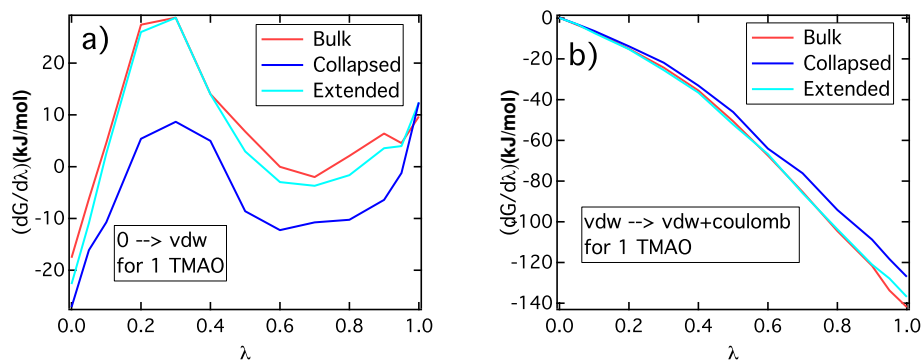 a)
Bulk
Collapsed
Extended
(dG/dλ)(kJ/mol)
20
10
0
-10
-20
0 --> vdw
for 1 TMAO
0.0 0.2 0.4 0.6 0.8 1.0
λ
b)
Bulk
Collapsed
Extended
(dG/dλ)(kJ/mol)
0
-20
-40
-60
-80
-100
-120
-140
vdw --> vdw+coulomb
for 1 TMAO
0.0 0.2 0.4 0.6 0.8 1.0
λ